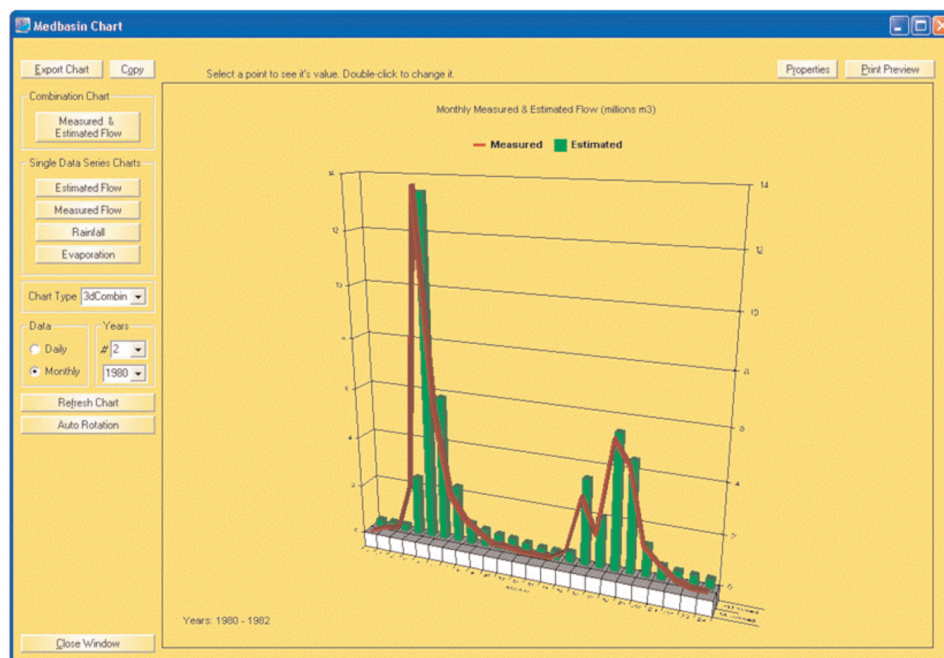 Medbasin Chart
Export Chart
Copy
Select a point to see it's value. Double-click to change it.
Properties
Print Preview
Combination Chart
Measured &
Estimated Flow
Single Data Series Charts
Estimated Flow
Measured Flow
Rainfall
Evaporation
Chart Type 3dCombin
Data
Years
Daily
# 2
Monthly
1980
Refresh Chart
Auto Rotation
Monthly Measured & Estimated Flow (millions m3)
Measured Estimated
14
12
10
8
6
4
2
0
14
12
10
8
6
4
2
0
Years: 1980 - 1982
Close Window